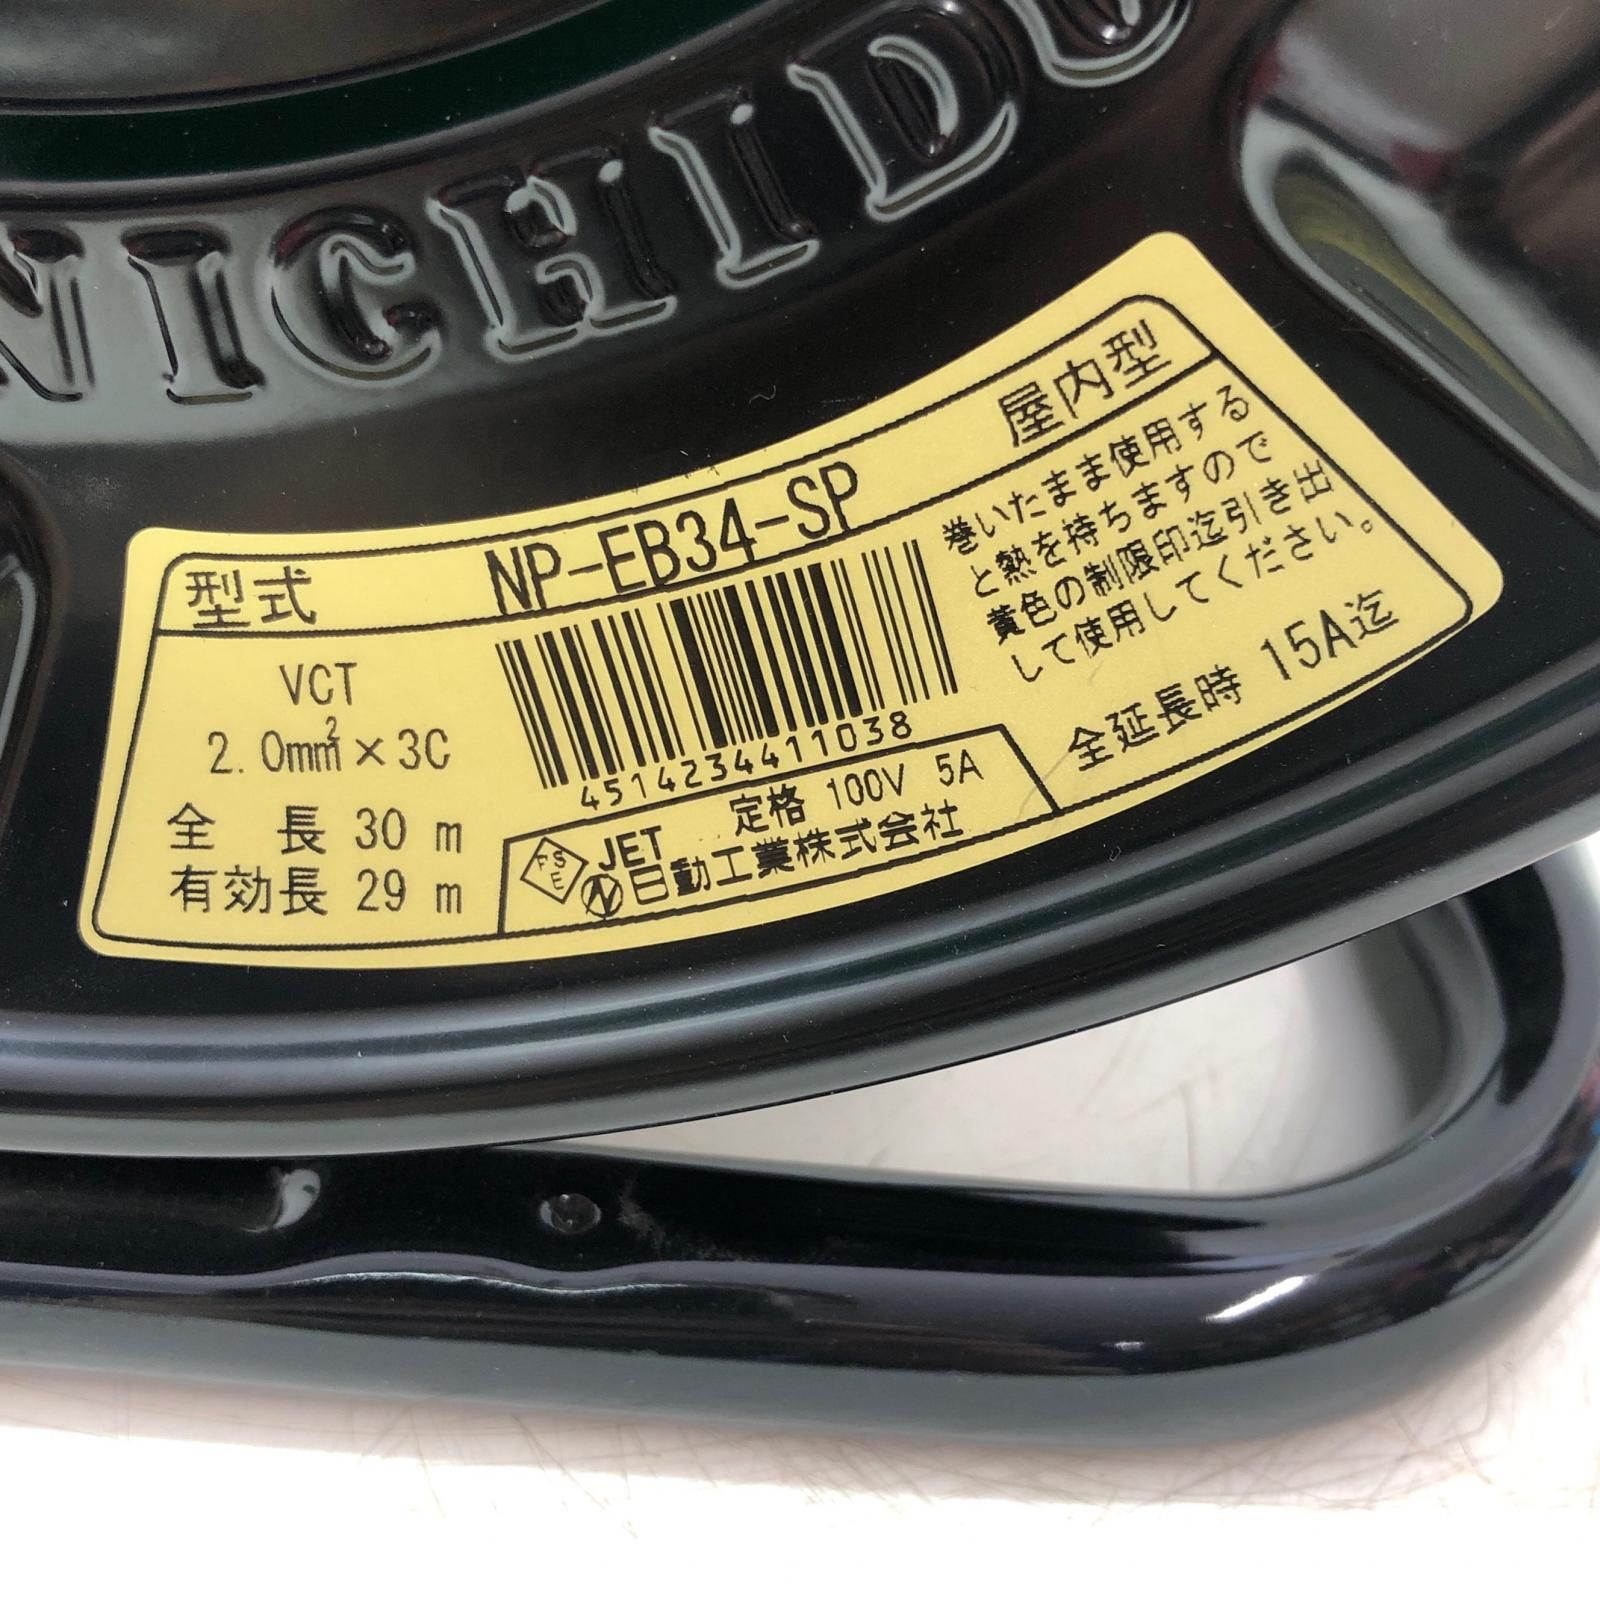 NICHIDO
型式 NP-EB34-SP 屋内型
VCT
2.0mm²×3C
全 長 30 m
有効長 29 m
4514234411038
巻いたまま使用する
と熱を持ちますので
黄色の制限印迄引き出
して使用してください。
全延長時 15A迄
FSE
JET 定格 100V 5A
N 日動工業株式会社